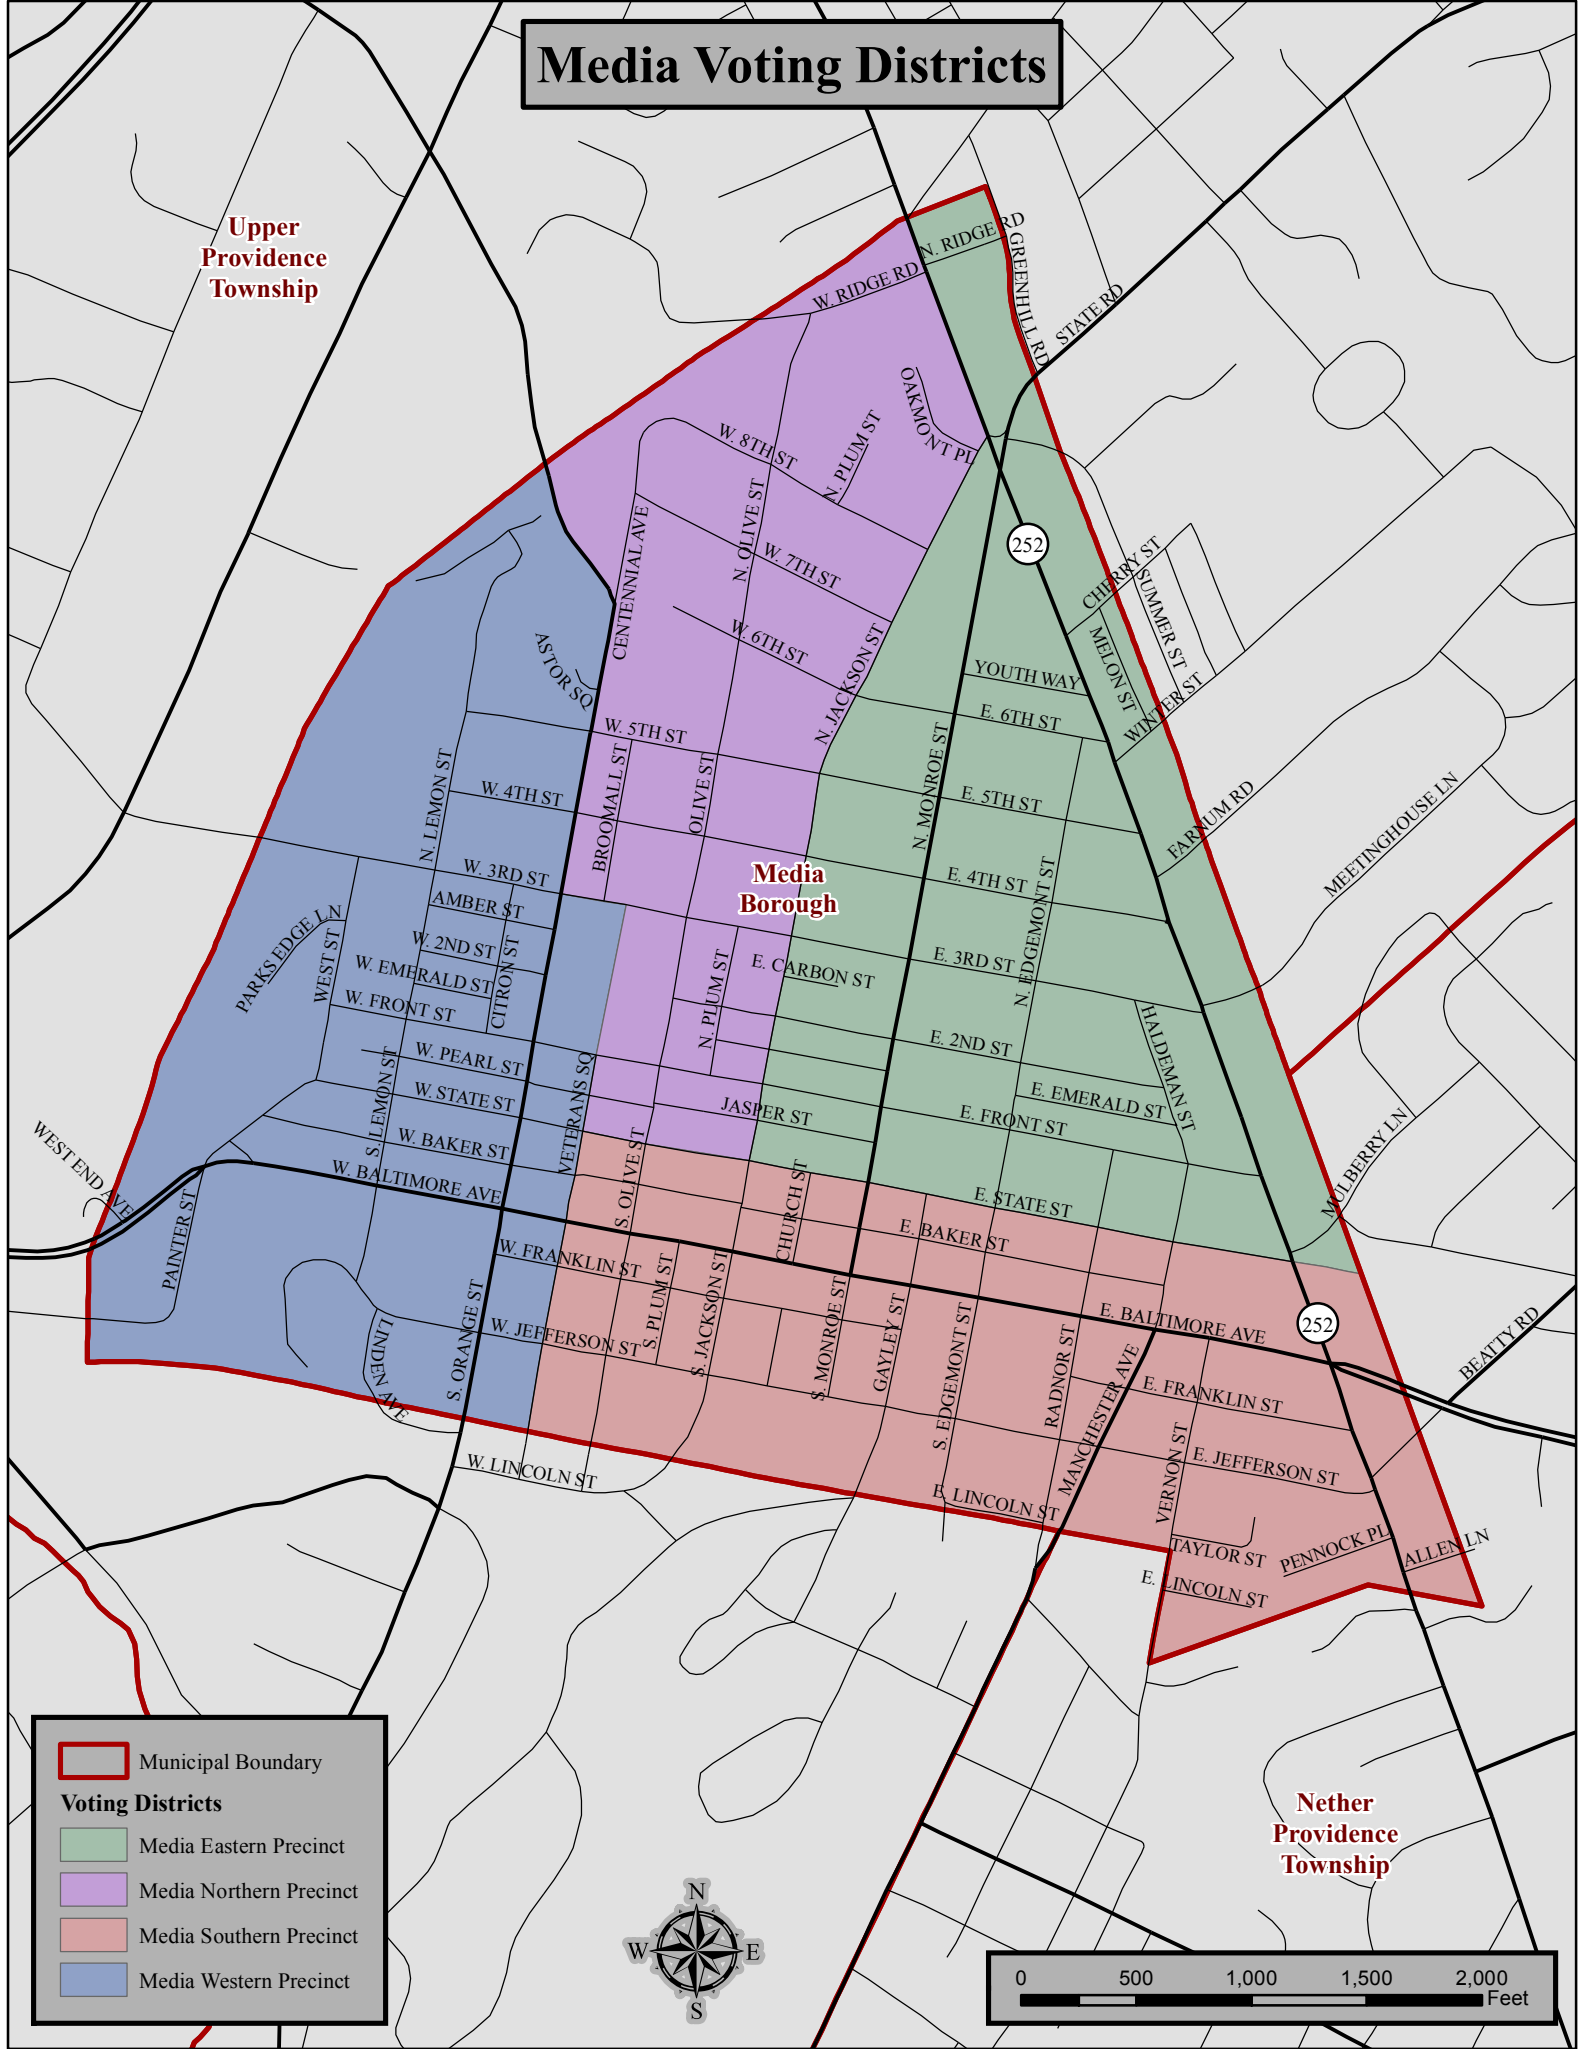 Media Voting Districts
Upper
Providence
Township
N. RIDGE RD
W. RIDGE RD
GREENHILL RD
STATE RD
OAKMONT PL
W. 8TH ST
N. PLUM ST
N. OLIVE ST
252
CENTENNIAL AVE
W. 7TH ST
CHERRY ST
SUMMER ST
W. 6TH ST
ASTOR SQ
N. JACKSON ST
MELON ST
YOUTH WAY
WINTER ST
E. 6TH ST
W. 5TH ST
N. LEMON ST
BROOMALL ST
OLIVE ST
N. MONROE ST
W. 4TH ST
E. 5TH ST
FARNUM RD
MEETINGHOUSE LN
W. 3RD ST
Media
Borough
E. 4TH ST
N. EDGEMONT ST
AMBER ST
PARKS EDGE LN
WEST ST
W. 2ND ST
CITRON ST
E. 3RD ST
W. EMERALD ST
N. PLUM ST
E. CARBON ST
W. FRONT ST
HALDEMAN ST
E. 2ND ST
W. PEARL ST
S. LEMON ST
VETERANS SQ
W. STATE ST
E. EMERALD ST
JASPER ST
E. FRONT ST
W. BAKER ST
WEST END AVE
MULBERRY LN
W. BALTIMORE AVE
S. OLIVE ST
CHURCH ST
E. STATE ST
PAINTER ST
E. BAKER ST
W. FRANKLIN ST
S. PLUM ST
S. JACKSON ST
S. ORANGE ST
S. MONROE ST
GAYLEY ST
S. EDGEMONT ST
E. BALTIMORE AVE
252
BEATTY RD
W. JEFFERSON ST
LINDEN AVE
RADNOR ST
MANCHESTER AVE
E. FRANKLIN ST
VERNON ST
E. JEFFERSON ST
W. LINCOLN ST
E. LINCOLN ST
TAYLOR ST
PENNOCK PL
ALLEN LN
E. LINCOLN ST
Municipal Boundary
Voting Districts
Media Eastern Precinct
Media Northern Precinct
Media Southern Precinct
Media Western Precinct
Nether
Providence
Township
N
W
E
S
0 500 1,000 1,500 2,000
Feet